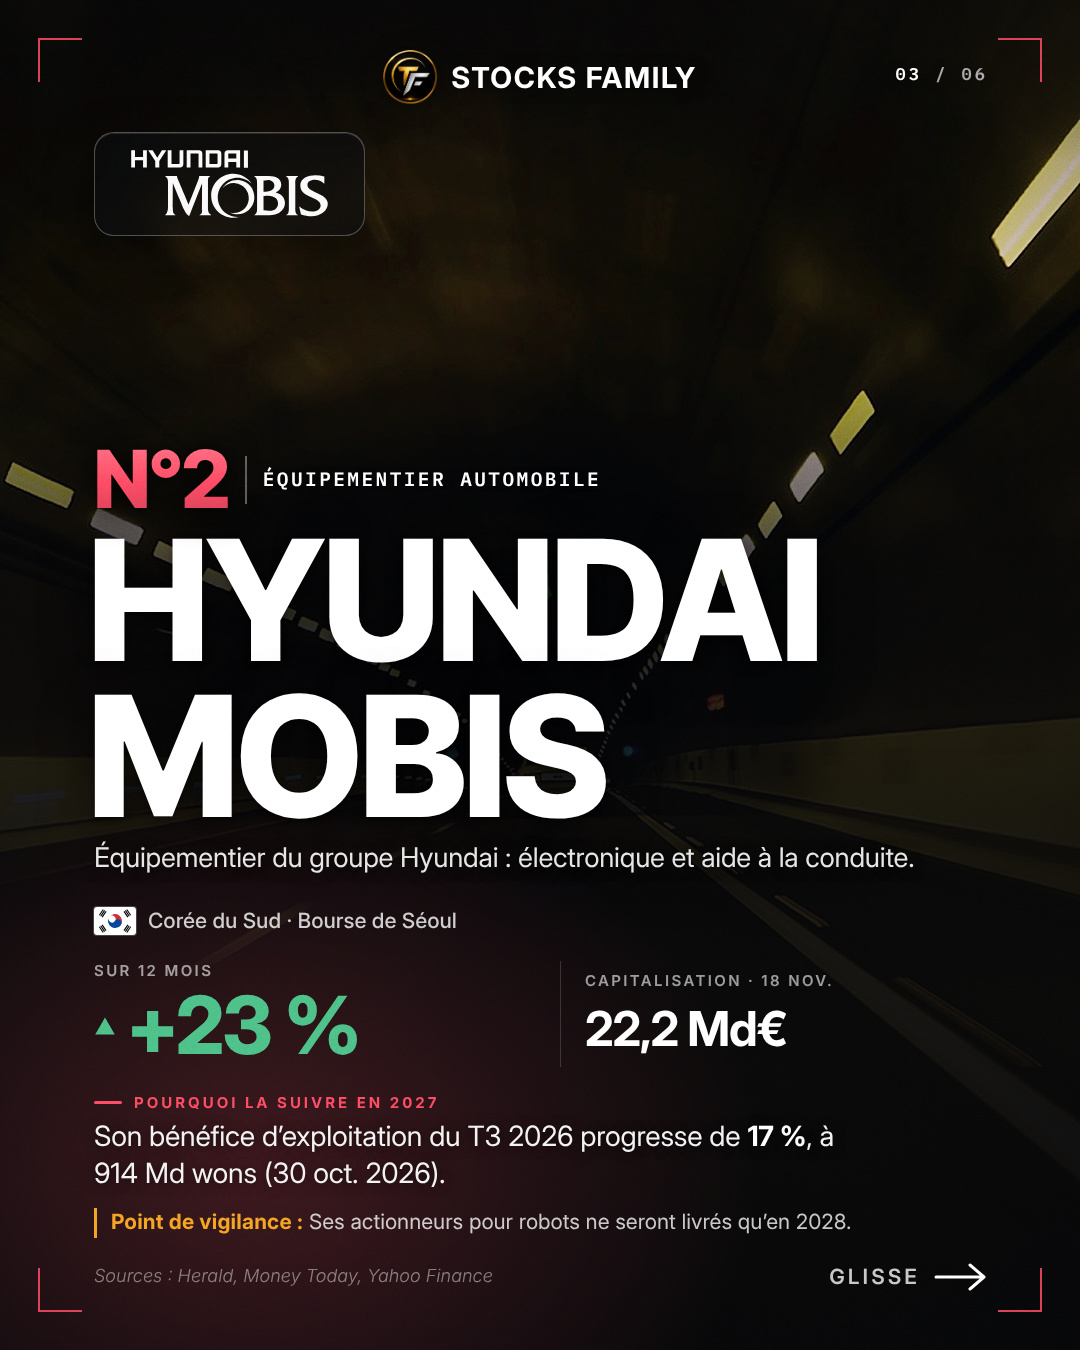 STOCKS FAMILY
03 / 06
HYUNDAI
MOBIS
N°2
ÉQUIPEMENTIER AUTOMOBILE
HYUNDAI
MOBIS
Équipementier du groupe Hyundai : électronique et aide à la conduite.
Corée du Sud · Bourse de Séoul
SUR 12 MOIS
+23 %
CAPITALISATION · 18 NOV.
22,2 Md€
POURQUOI LA SUIVRE EN 2027
Son bénéfice d’exploitation du T3 2026 progresse de 17 %, à
914 Md wons (30 oct. 2026).
Point de vigilance : Ses actionneurs pour robots ne seront livrés qu’en 2028.
Sources : Herald, Money Today, Yahoo Finance
GLISSE